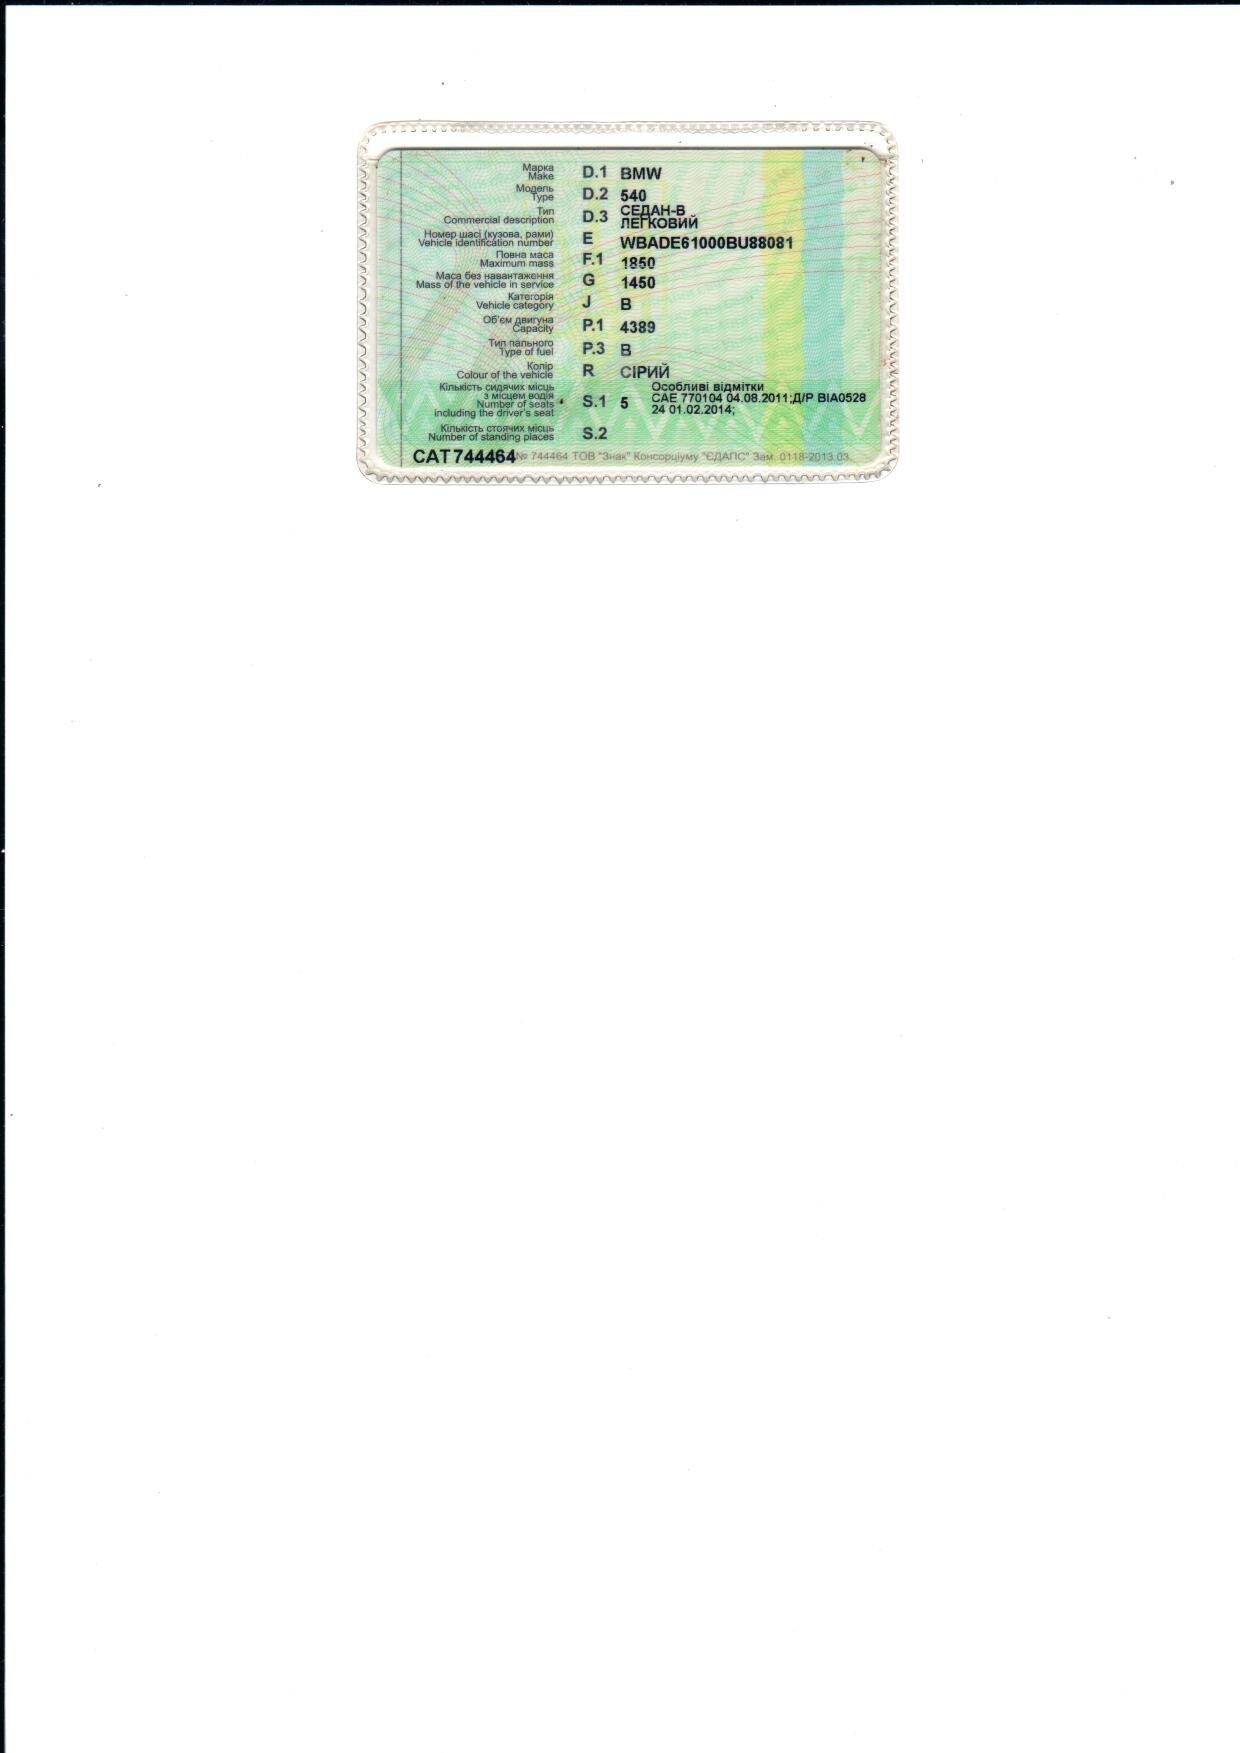 Марка
Make D.1 BMW
Модель
Type D.2 540
Тип
Commercial description D.3 СЕДАН-В
ЛЕГКОВИЙ
Номер шасі (кузова, рами)
Vehicle identification number E WBADE61000BU88081
Повна маса
Maximum mass F.1 1850
Маса без навантаження
Mass of the vehicle in service G 1450
Категорія
Vehicle category J B
Об'єм двигуна
Capacity P.1 4389
Тип пального
Type of fuel P.3 B
Колір
Colour of the vehicle R СІРИЙ
Кількість сидячих місць
з місцем водія
Number of seats
including the driver's seat S.1 5
Особливі відмітки
САЕ 770104 04.08.2011;Д/Р ВІА0528
24 01.02.2014;
Кількість стоячих місць
Number of standing places S.2
САТ744464 № 744464 ТОВ "Знак" Консорціуму "ЄДАПС" Зам. 0118-2013.03.